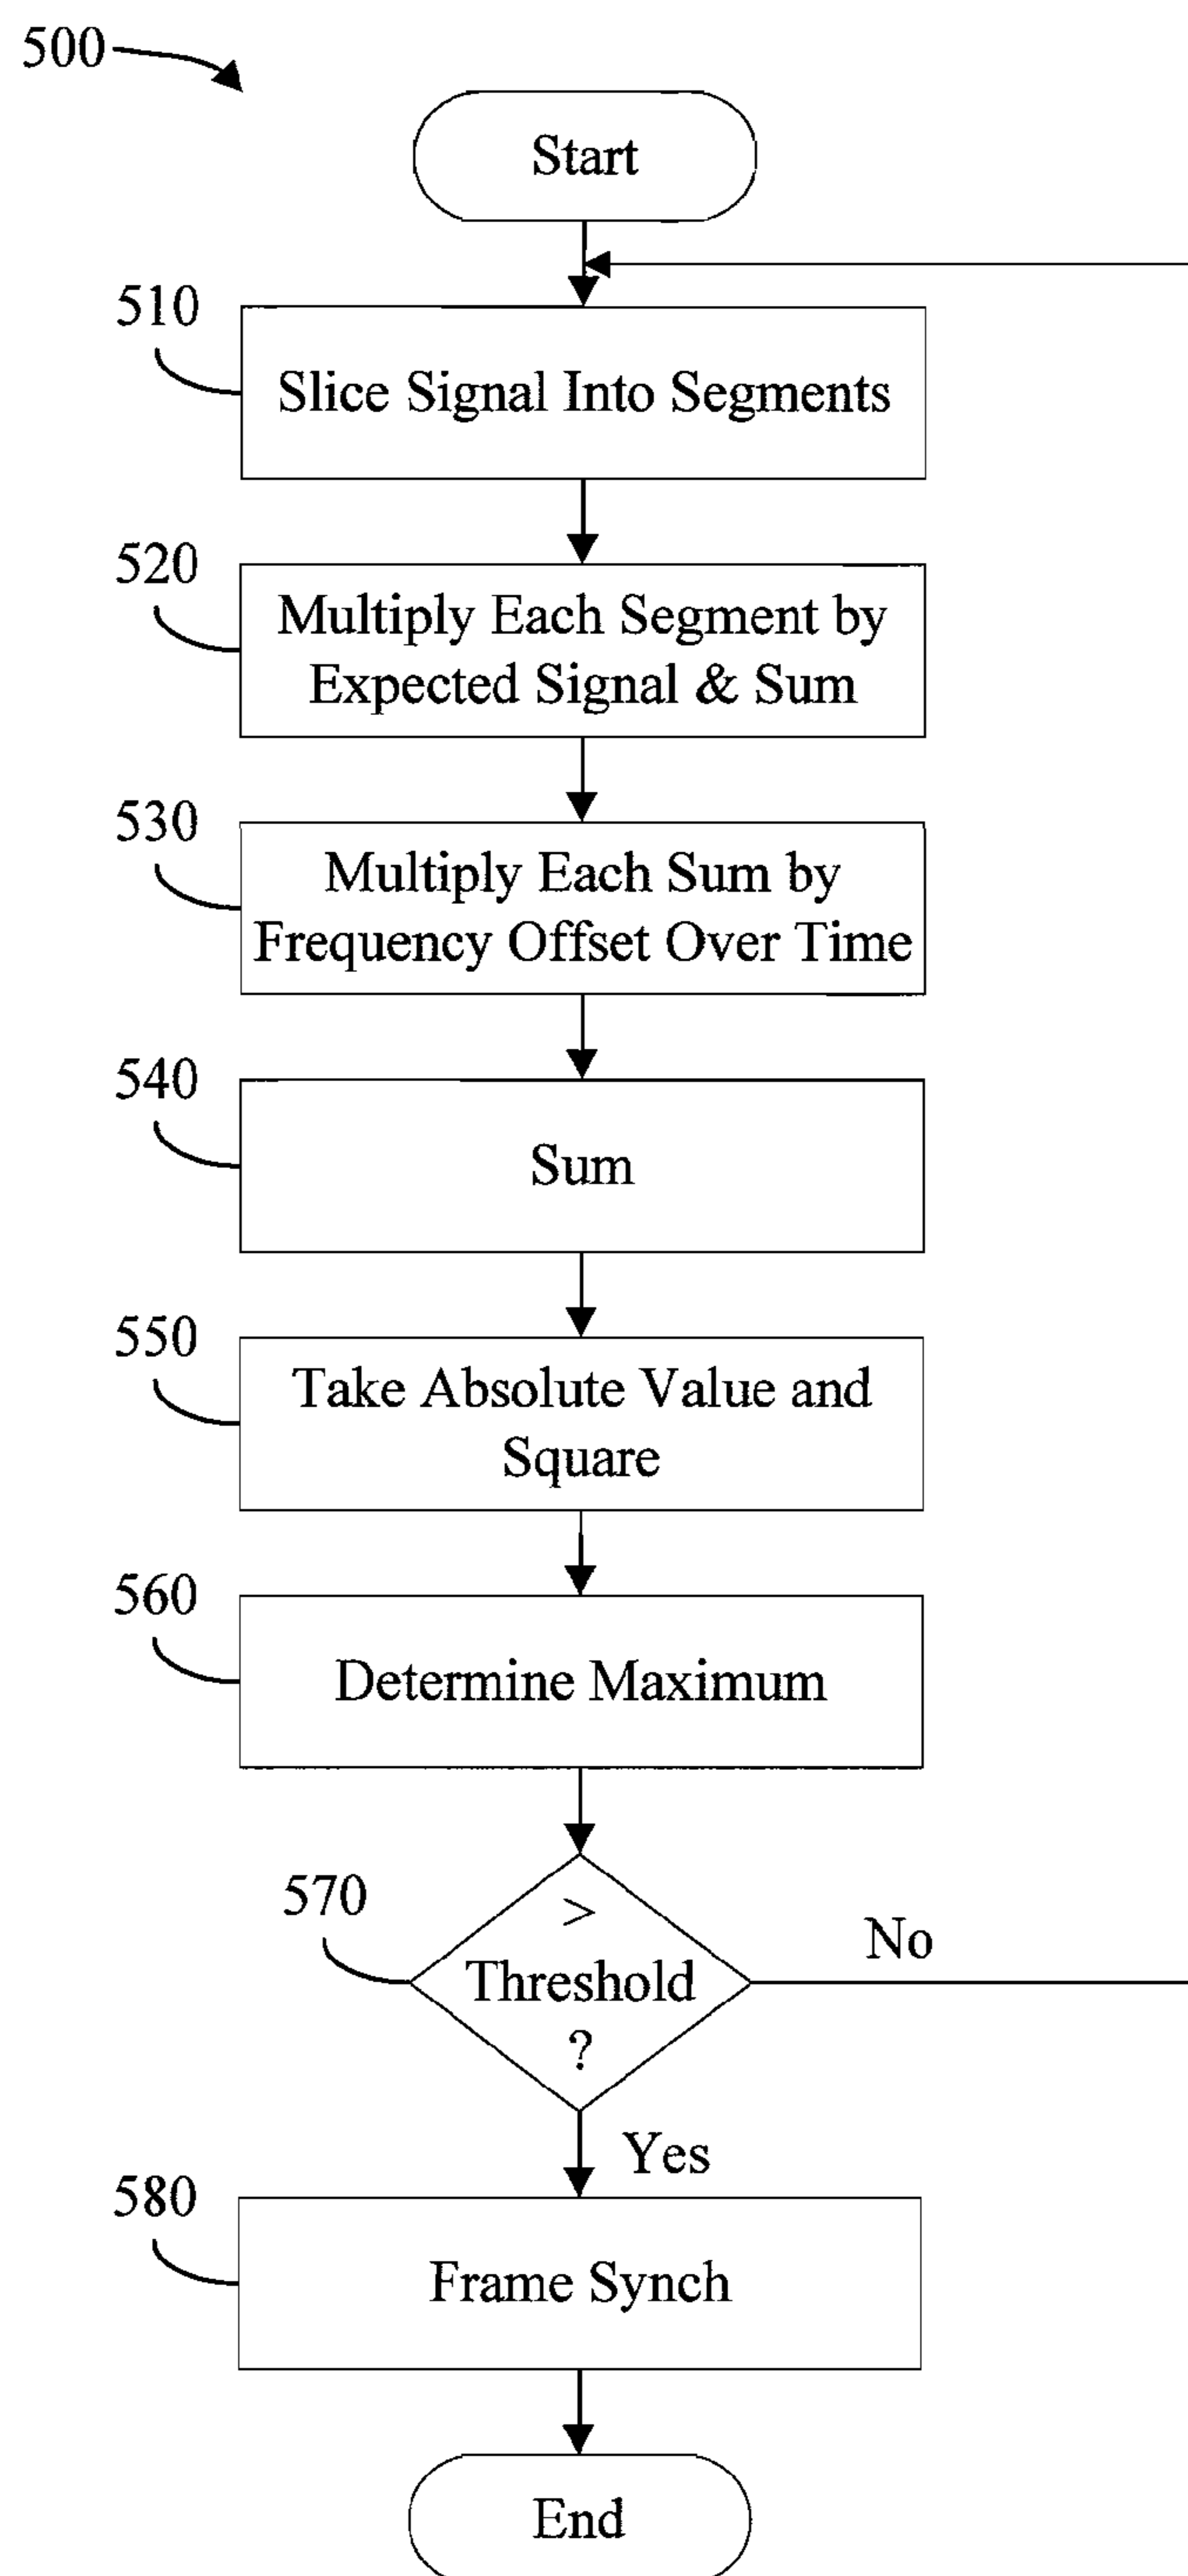 500
Start
510
Slice Signal Into Segments
520
Multiply Each Segment by
Expected Signal & Sum
530
Multiply Each Sum by
Frequency Offset Over Time
540
Sum
550
Take Absolute Value and
Square
560
Determine Maximum
570
>
Threshold
?
No
Yes
580
Frame Synch
End